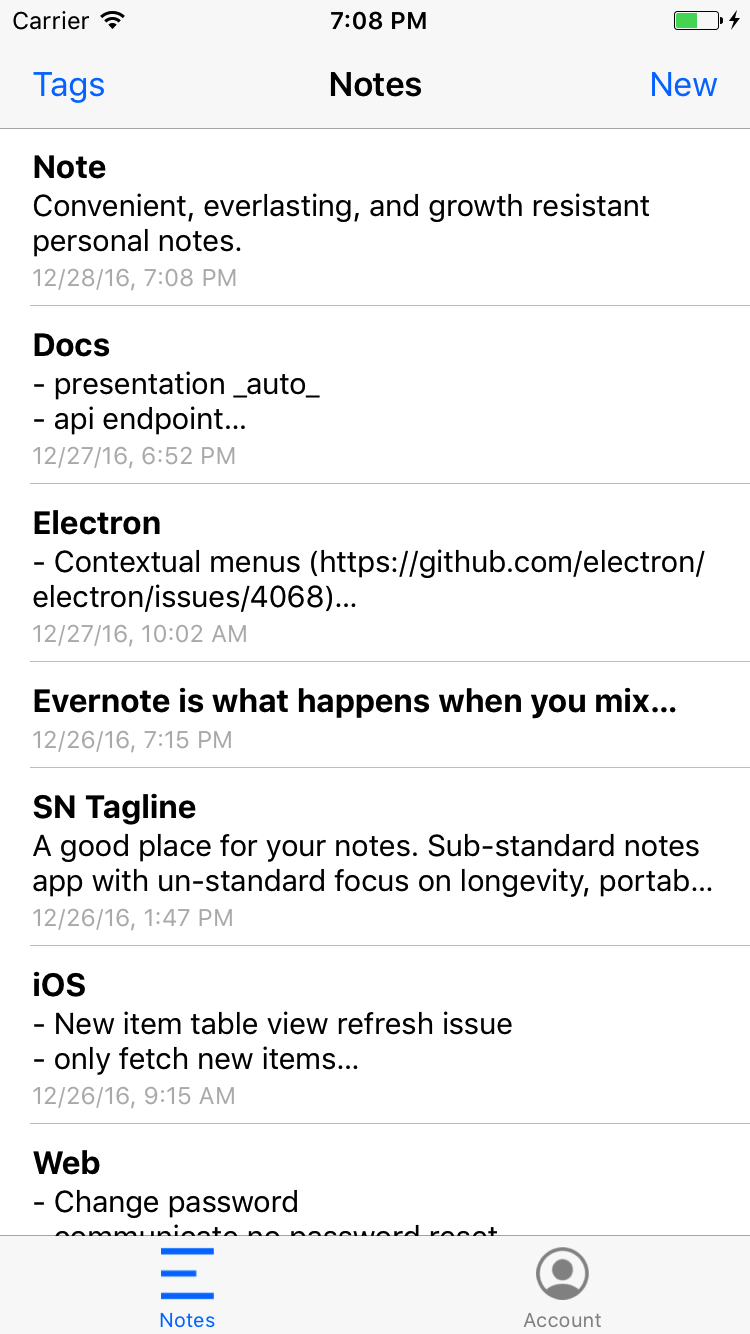 Carrier 7:08 PM
Tags Notes New
Note
Convenient, everlasting, and growth resistant
personal notes.
12/28/16, 7:08 PM
Docs
- presentation _auto_
- api endpoint...
12/27/16, 6:52 PM
Electron
- Contextual menus (https://github.com/electron/
electron/issues/4068)...
12/27/16, 10:02 AM
Evernote is what happens when you mix...
12/26/16, 7:15 PM
SN Tagline
A good place for your notes. Sub-standard notes
app with un-standard focus on longevity, portab...
12/26/16, 1:47 PM
iOS
- New item table view refresh issue
- only fetch new items...
12/26/16, 9:15 AM
Web
- Change password
communicate no password reset
Notes Account